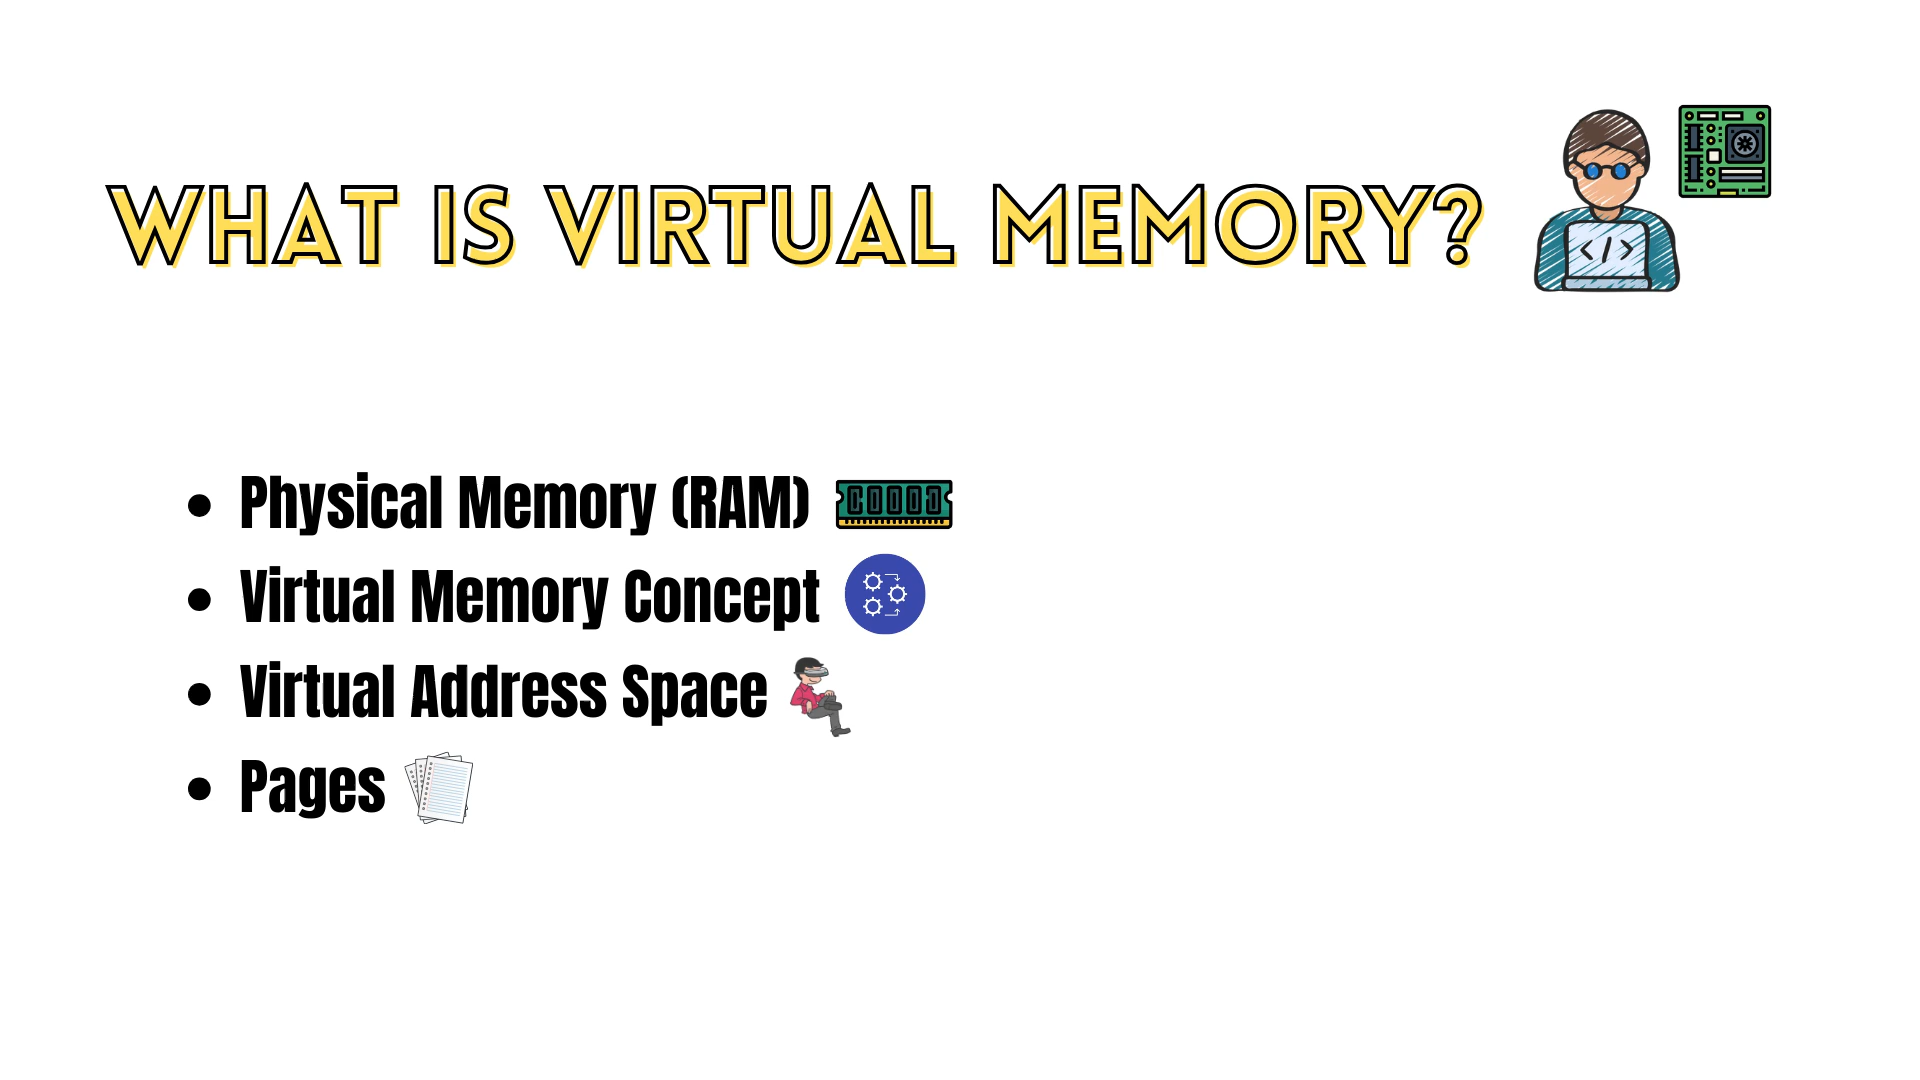 WHAT IS VIRTUAL MEMORY?
</>
• Physical Memory (RAM)
• Virtual Memory Concept
• Virtual Address Space
• Pages